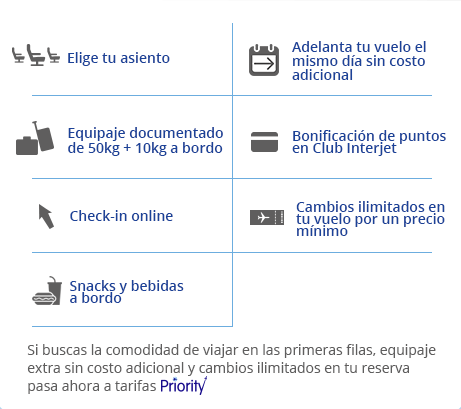 Elige tu asiento
Adelanta tu vuelo el
mismo día sin costo
adicional
Equipaje documentado
de 50kg + 10kg a bordo
Bonificación de puntos
en Club Interjet
Check-in online
Cambios ilimitados en
tu vuelo por un precio
mínimo
Snacks y bebidas
a bordo
Si buscas la comodidad de viajar en las primeras filas, equipaje
extra sin costo adicional y cambios ilimitados en tu reserva
pasa ahora a tarifas Priority